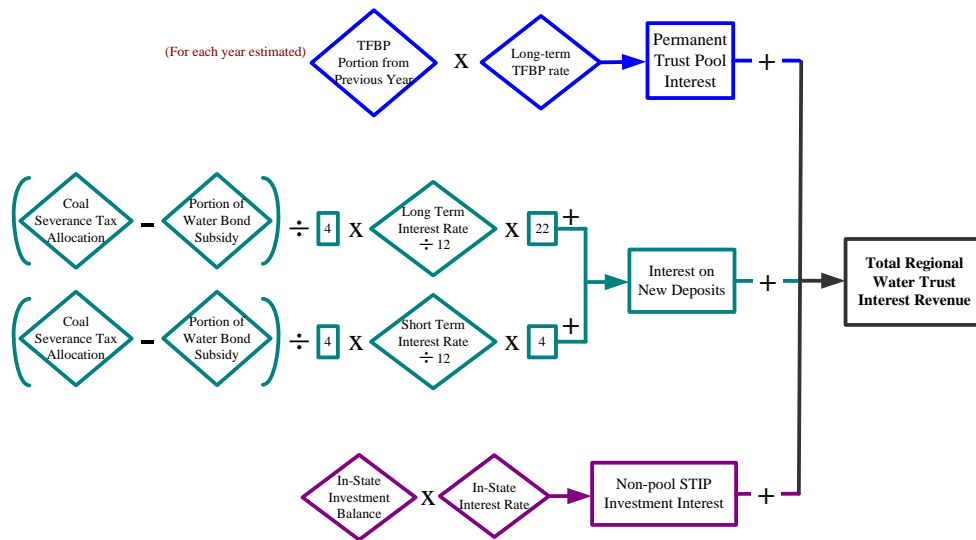 (For each year estimated)
TFBP
Portion from
Previous Year
X
Long-term
TFBP rate
Permanent
Trust Pool
Interest
+
( Coal
Severance Tax
Allocation
-
Portion of
Water Bond
Subsidy )
÷ 4 X
Long Term
Interest Rate
÷ 12
X 22 +
( Coal
Severance Tax
Allocation
-
Portion of
Water Bond
Subsidy )
÷ 4 X
Short Term
Interest Rate
÷ 12
X 4 +
Interest on
New Deposits
+
Total Regional
Water Trust
Interest Revenue
In-State
Investment
Balance
X
In-State
Interest Rate
Non-pool STIP
Investment Interest
+